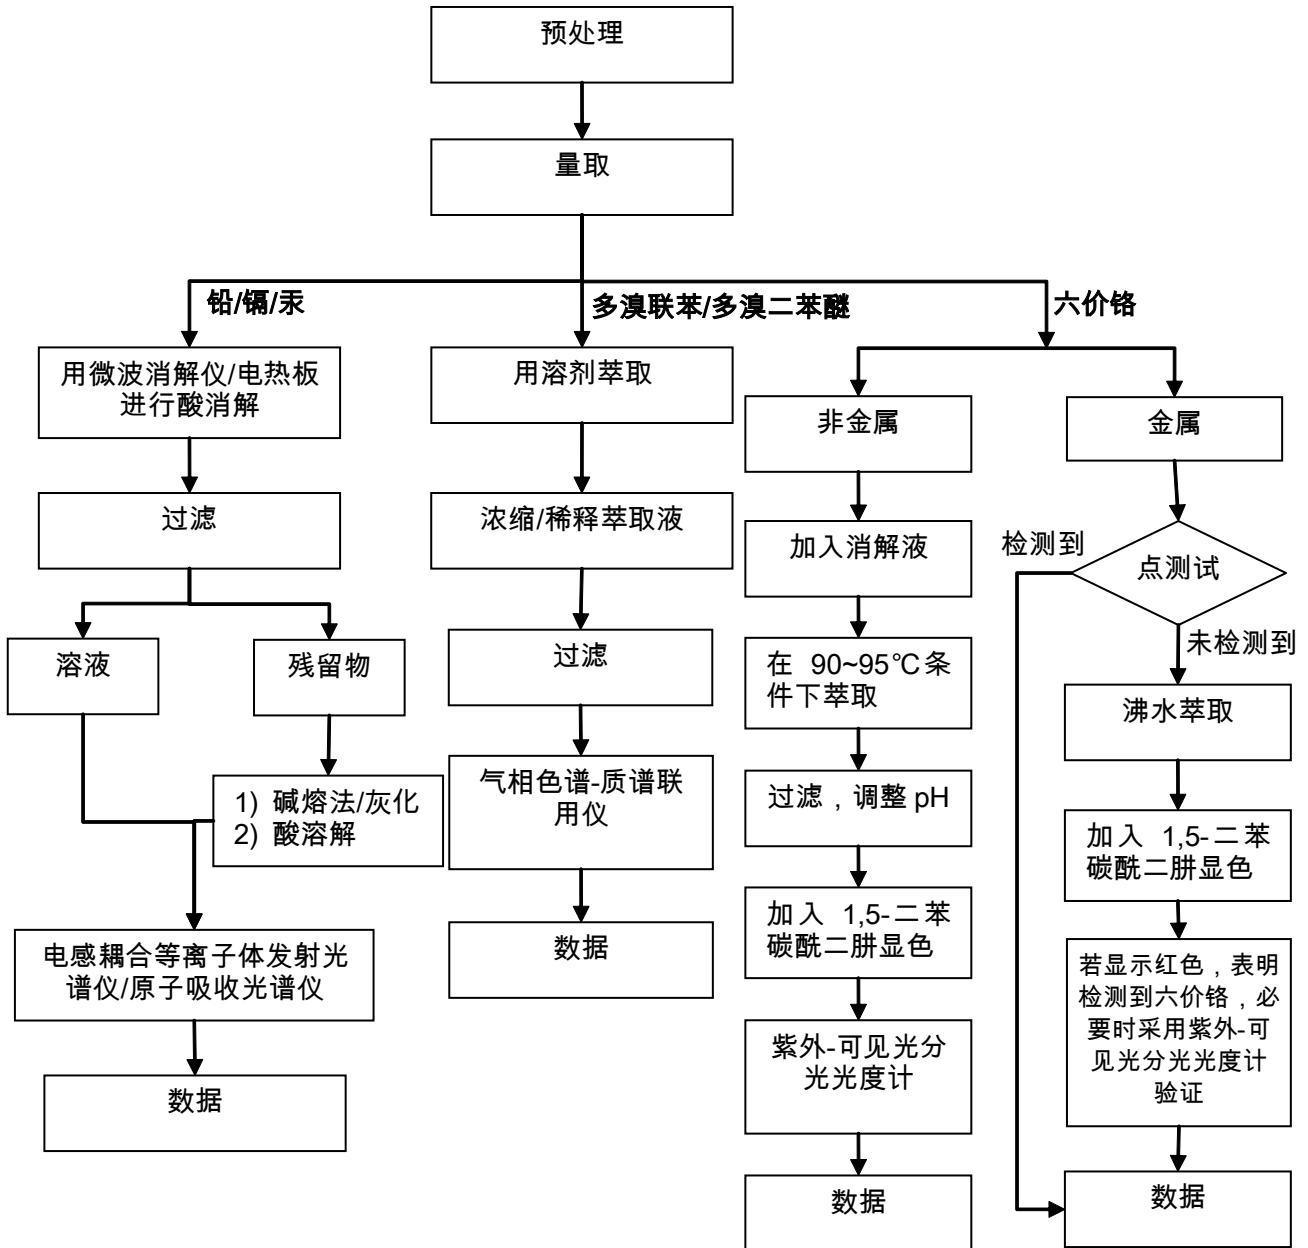 预处理
量取
铅/镉/汞
多溴联苯/多溴二苯醚
六价铬
用微波消解仪/电热板
进行酸消解
过滤
溶液
残留物
1) 碱熔法/灰化
2) 酸溶解
电感耦合等离子体发射光
谱仪/原子吸收光谱仪
数据
用溶剂萃取
浓缩/稀释萃取液
过滤
气相色谱-质谱联
用仪
数据
非金属
加入消解液
在 90~95℃条
件下萃取
过滤，调整 pH
加入 1,5-二苯
碳酰二肼显色
紫外-可见光分
光光度计
数据
金属
点测试
检测到
未检测到
沸水萃取
加入 1,5-二苯
碳酰二肼显色
若显示红色，表明
检测到六价铬，必
要时采用紫外-可
见光分光光度计
验证
数据